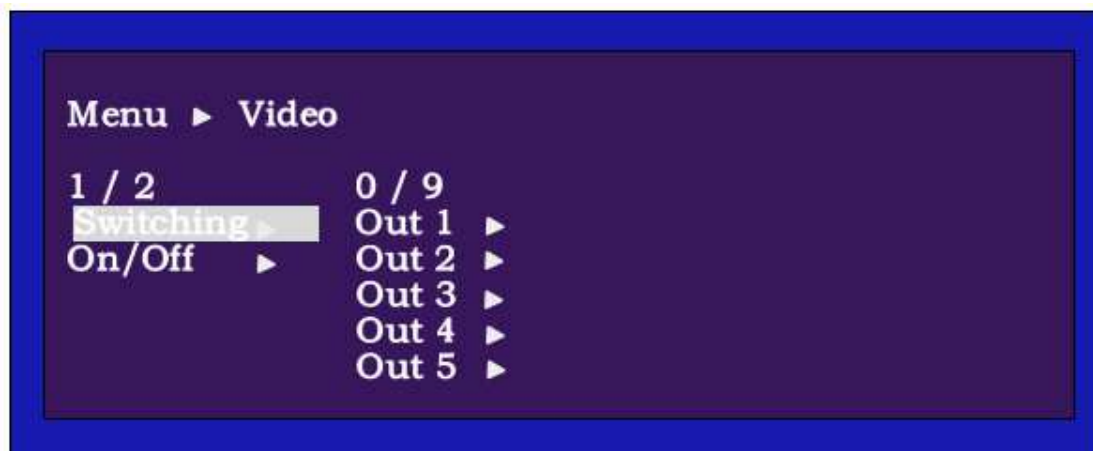 Menu ► Video
1 / 2 0 / 9
Switching ► Out 1 ►
On/Off ► Out 2 ►
Out 3 ►
Out 4 ►
Out 5 ►